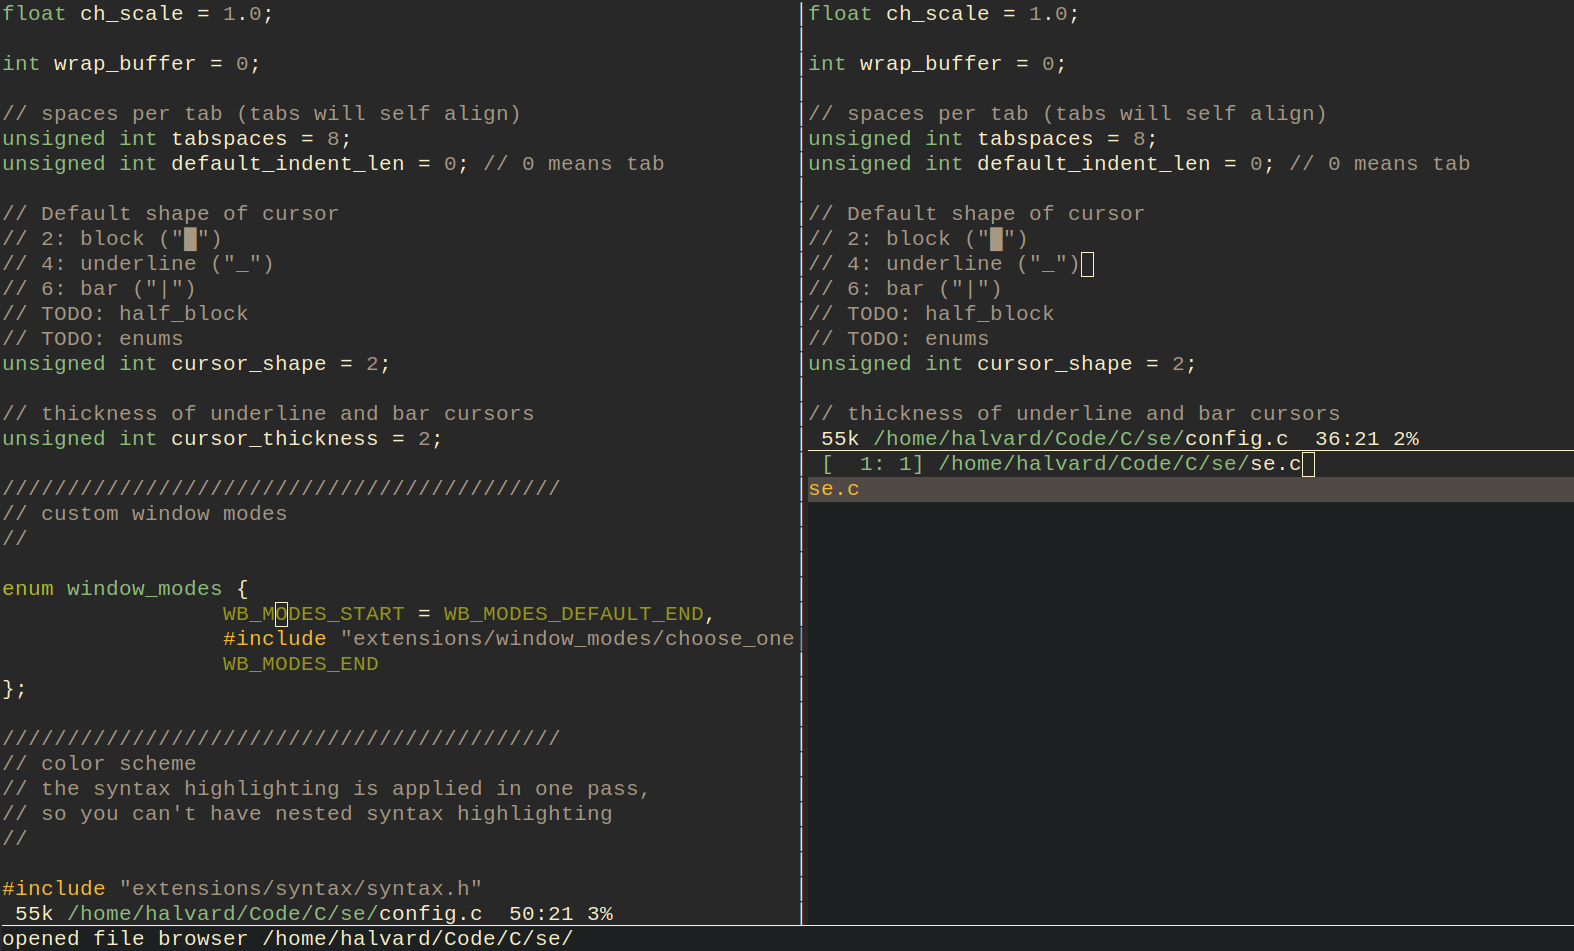 float ch_scale = 1.0;
int wrap_buffer = 0;
// spaces per tab (tabs will self align)
unsigned int tabspaces = 8;
unsigned int default_indent_len = 0; // 0 means tab
// Default shape of cursor
// 2: block ("█")
// 4: underline ("_")
// 6: bar ("|")
// TODO: half_block
// TODO: enums
unsigned int cursor_shape = 2;
// thickness of underline and bar cursors
unsigned int cursor_thickness = 2;
///////////////////////////////////////////
// custom window modes
//
enum window_modes {
WB_MODES_START = WB_MODES_DEFAULT_END,
#include "extensions/window_modes/choose_one
WB_MODES_END
};
///////////////////////////////////////////
// color scheme
// the syntax highlighting is applied in one pass,
// so you can't have nested syntax highlighting
//
#include "extensions/syntax/syntax.h"
55k /home/halvard/Code/C/se/config.c  50:21 3%
float ch_scale = 1.0;
int wrap_buffer = 0;
// spaces per tab (tabs will self align)
unsigned int tabspaces = 8;
unsigned int default_indent_len = 0; // 0 means tab
// Default shape of cursor
// 2: block ("█")
// 4: underline ("_")
// 6: bar ("|")
// TODO: half_block
// TODO: enums
unsigned int cursor_shape = 2;
// thickness of underline and bar cursors
55k /home/halvard/Code/C/se/config.c  36:21 2%
[  1: 1] /home/halvard/Code/C/se/se.c
se.c
opened file browser /home/halvard/Code/C/se/